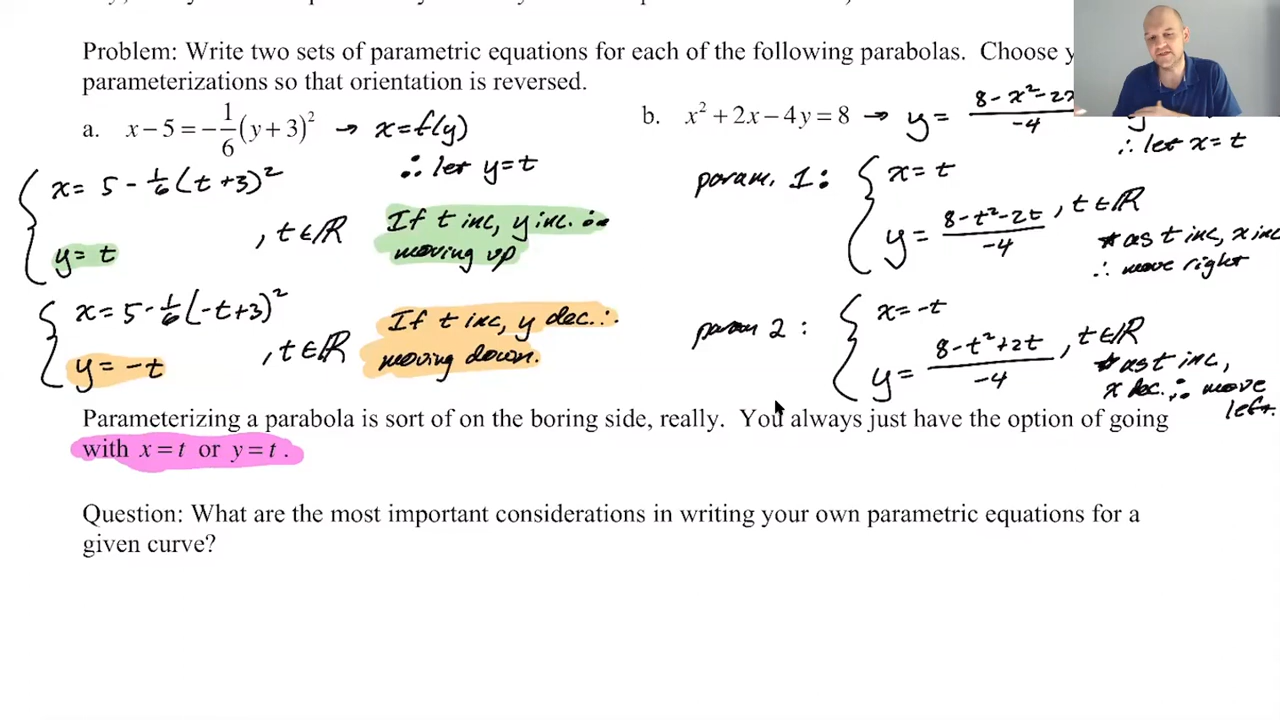 Problem: Write two sets of parametric equations for each of the following parabolas. Choose
parameterizations so that orientation is reversed.
a. x − 5 = −1/6 (y + 3)² → x = f(y)
∴ let y = t
{ x = 5 − 1/6 (t + 3)²
y = t , t ∈ ℝ
If t inc, y inc. ∴
moving up
{ x = 5 − 1/6 (−t + 3)²
y = −t , t ∈ ℝ
If t inc, y dec. ∴
moving down.
b. x² + 2x − 4y = 8 → y = (8 − x² − 2x)/−4
∴ let x = t
param. 1: { x = t
y = (8 − t² − 2t)/−4 , t ∈ ℝ
* as t inc, x inc
∴ move right
param 2: { x = −t
y = (8 − t² + 2t)/−4 , t ∈ ℝ
* as t inc,
x dec. ∴ move
left.
Parameterizing a parabola is sort of on the boring side, really. You always just have the option of going
with x = t or y = t .
Question: What are the most important considerations in writing your own parametric equations for a
given curve?